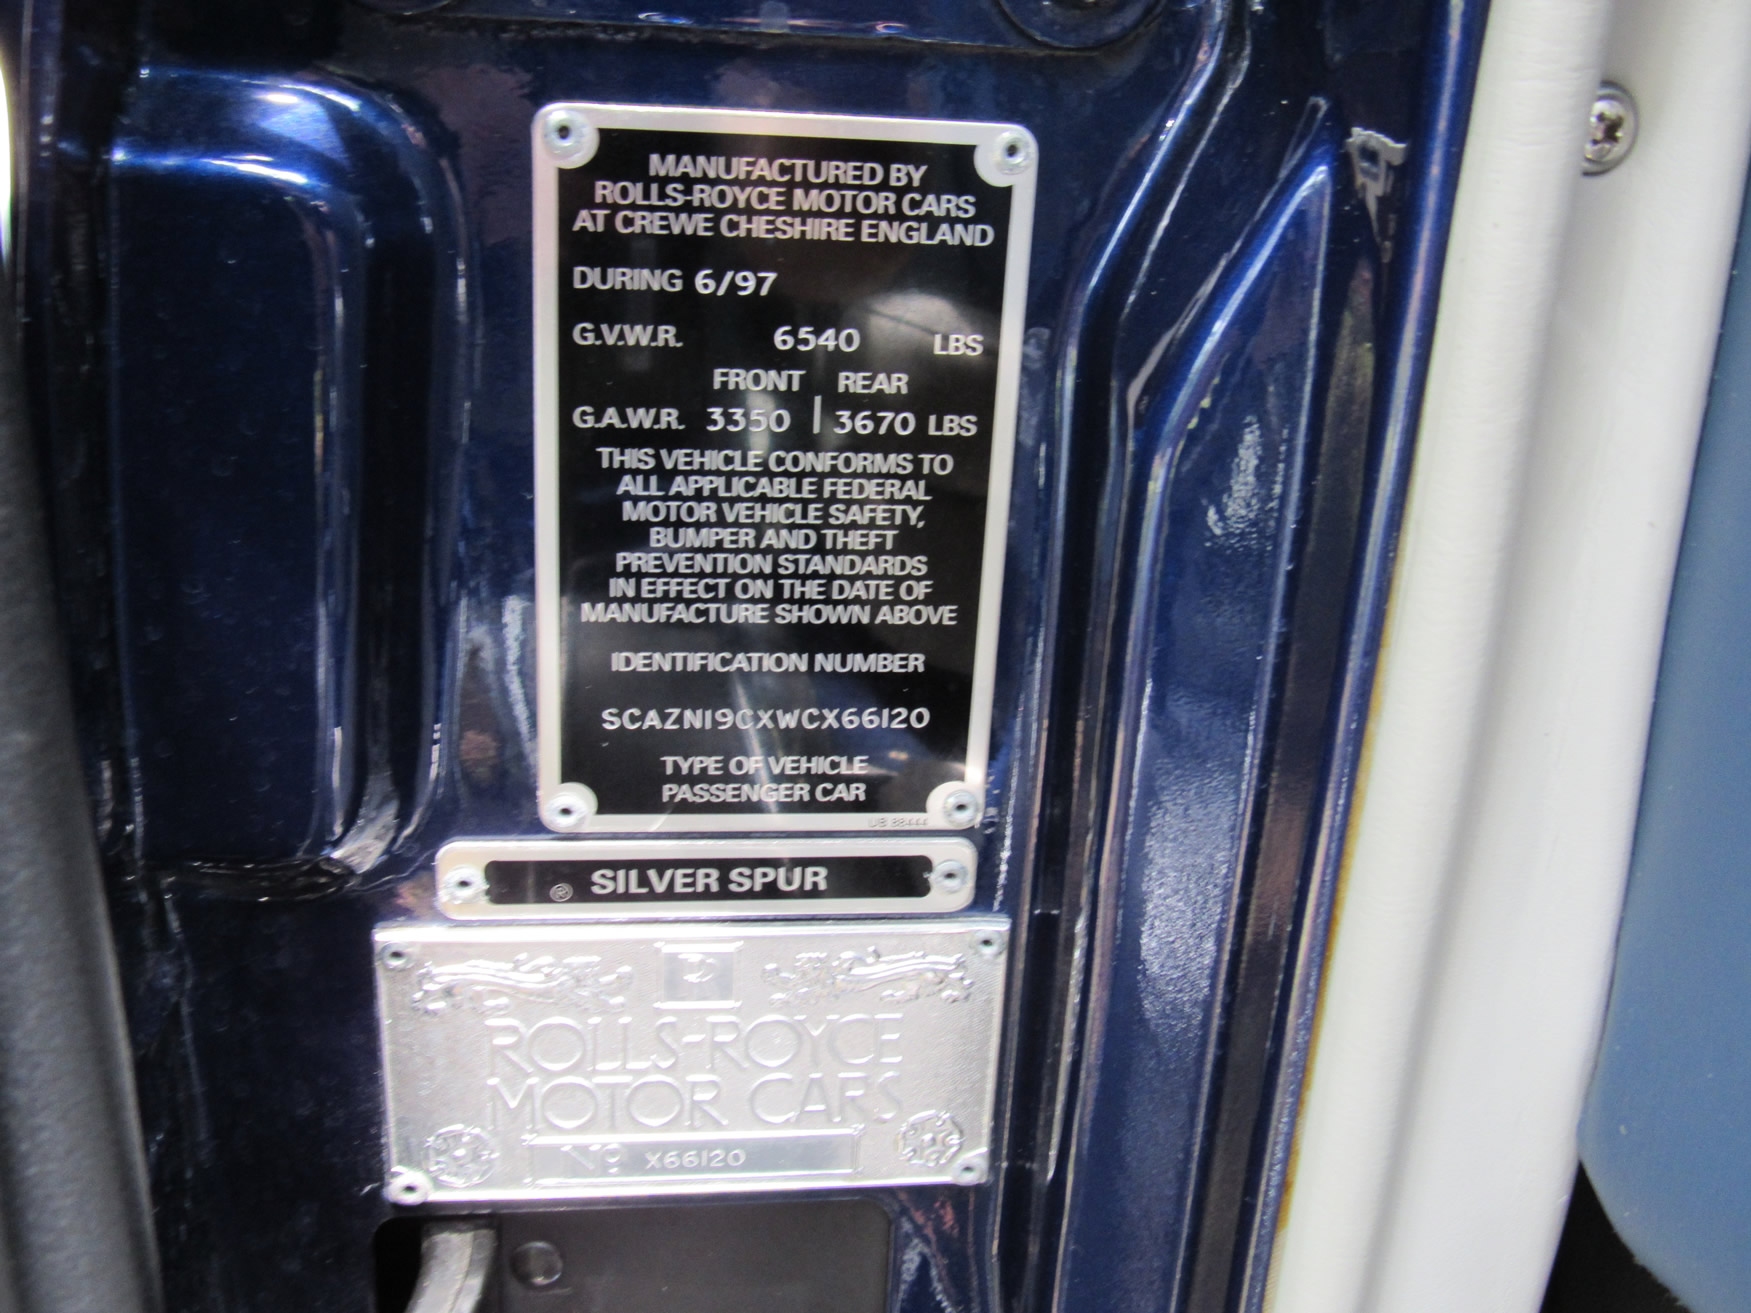 MANUFACTURED BY
ROLLS-ROYCE MOTOR CARS
AT CREWE CHESHIRE ENGLAND
DURING 6/97
G.V.W.R. 6540 LBS
FRONT REAR
G.A.W.R. 3350 | 3670 LBS
THIS VEHICLE CONFORMS TO
ALL APPLICABLE FEDERAL
MOTOR VEHICLE SAFETY,
BUMPER AND THEFT
PREVENTION STANDARDS
IN EFFECT ON THE DATE OF
MANUFACTURE SHOWN ABOVE
IDENTIFICATION NUMBER
SCAZN19CXWCX66120
TYPE OF VEHICLE
PASSENGER CAR
UB 88444
® SILVER SPUR
ROLLS-ROYCE
MOTOR CARS
No X66120